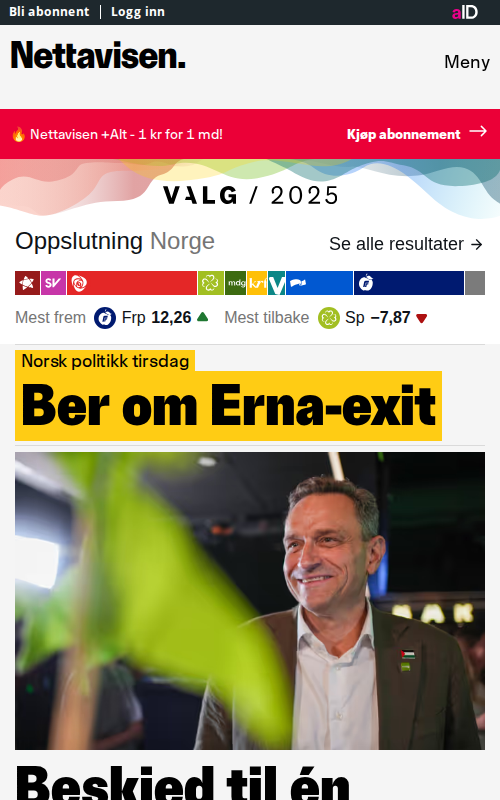 Bli abonnent | Logg inn
aID
Nettavisen.
Meny
🔥 Nettavisen +Alt - 1 kr for 1 md!
Kjøp abonnement →
VALG / 2025
Oppslutning Norge
Se alle resultater →
SV mdg krf V
Mest frem Frp 12,26 ▲ Mest tilbake Sp −7,87 ▼
Norsk politikk tirsdag
Ber om Erna-exit
MAK
Beskjed til én